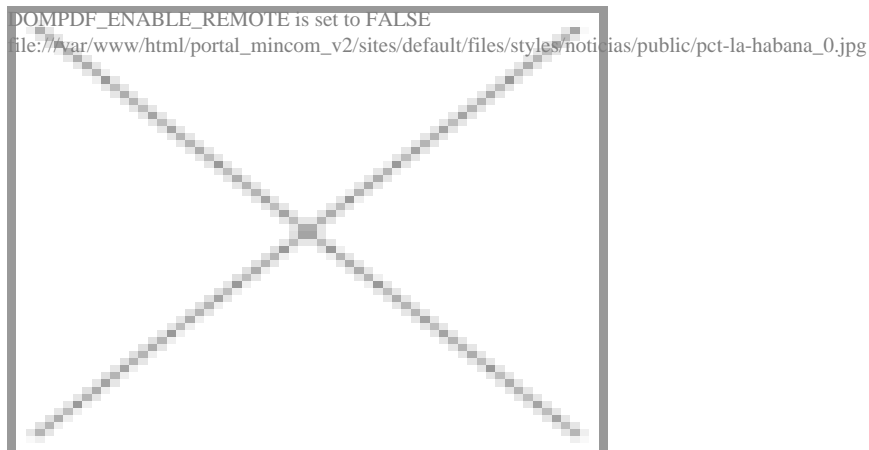 DOMPDF_ENABLE_REMOTE is set to FALSE
file:///var/www/html/portal_mincom_v2/sites/default/files/styles/noticias/public/pct-la-habana_0.jpg